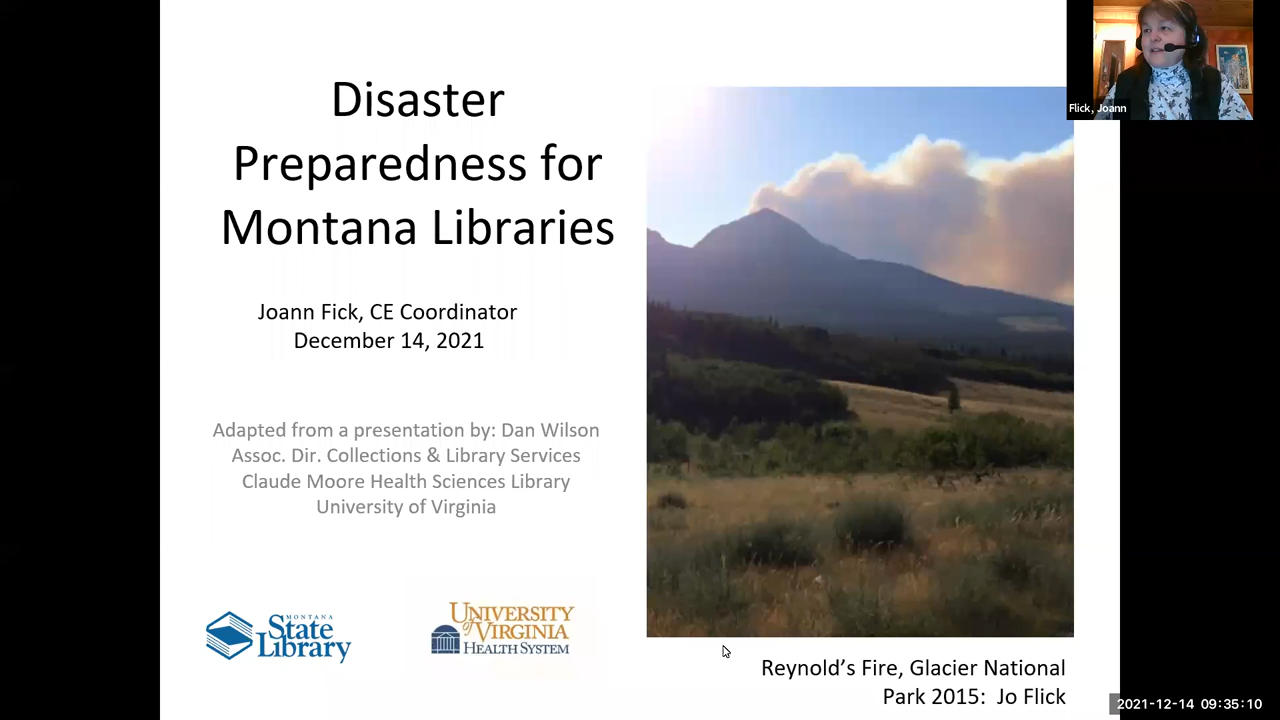 Disaster
Preparedness for
Montana Libraries
Joann Fick, CE Coordinator
December 14, 2021
Adapted from a presentation by: Dan Wilson
Assoc. Dir. Collections & Library Services
Claude Moore Health Sciences Library
University of Virginia
MONTANA
State
Library
UNIVERSITY
of VIRGINIA
HEALTH SYSTEM
Flick, Joann
Reynold's Fire, Glacier National
Park 2015:  Jo Flick
2021-12-14 09:35:10